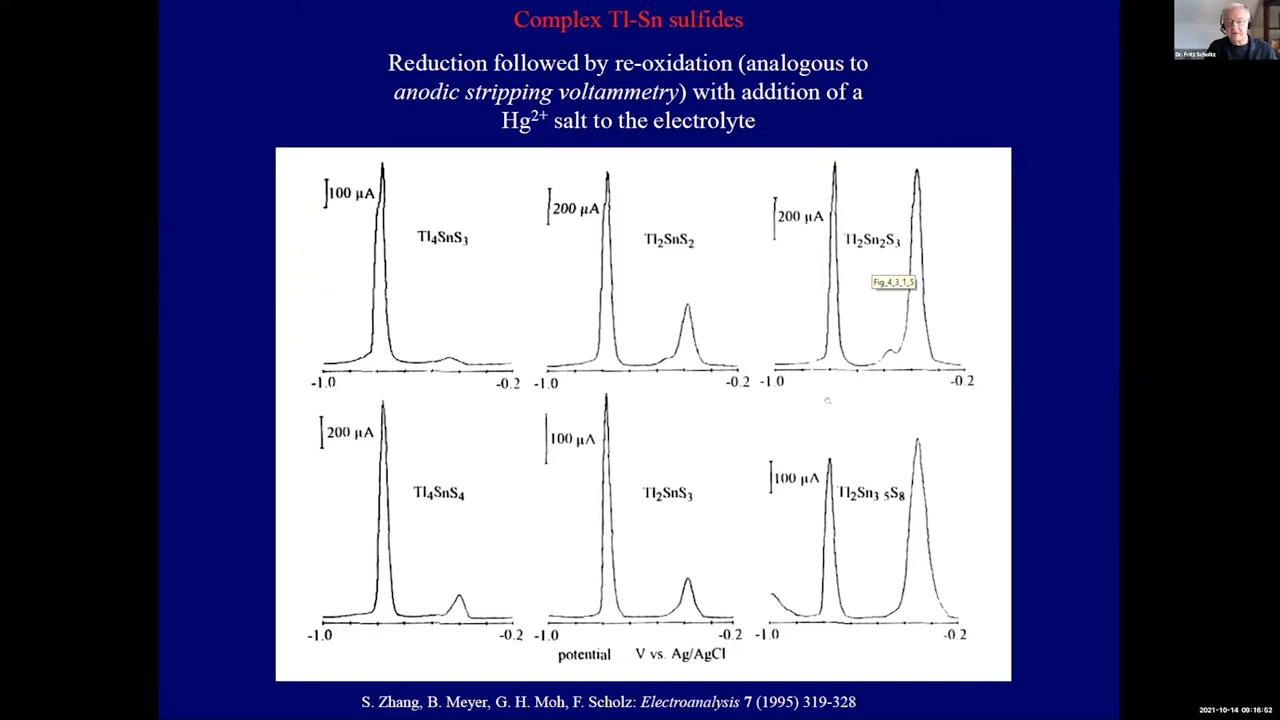 Complex Tl-Sn sulfides
Dr. Fritz Scholtz
Reduction followed by re-oxidation (analogous to
anodic stripping voltammetry) with addition of a
Hg2+ salt to the electrolyte
100 µA
Tl4SnS3
-1.0
-0.2
200 µA
Tl2SnS2
-1.0
-0.2
200 µA
Tl2Sn2S3
Fig_4_3_1_5
-1.0
-0.2
200 µA
Tl4SnS4
-1.0
-0.2
100 µA
Tl2SnS3
-1.0
-0.2
100 µA
Tl2Sn3 5S8
-1.0
-0.2
potential V vs. Ag/AgCl
S. Zhang, B. Meyer, G. H. Moh, F. Scholz: Electroanalysis 7 (1995) 319-328
2021-10-14 09:16:52